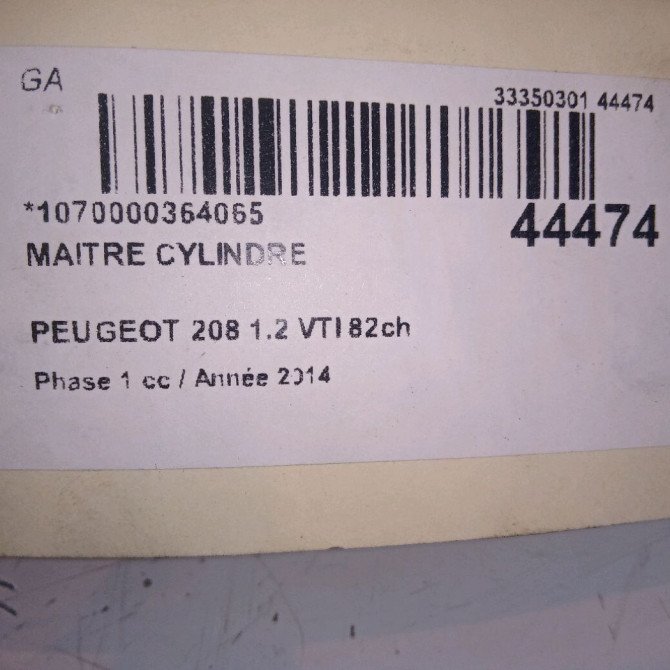 GA
33350301 44474
*1070000364065
44474
MAITRE CYLINDRE
PEUGEOT 208 1.2 VTI 82ch
Phase 1 cc / Année 2014